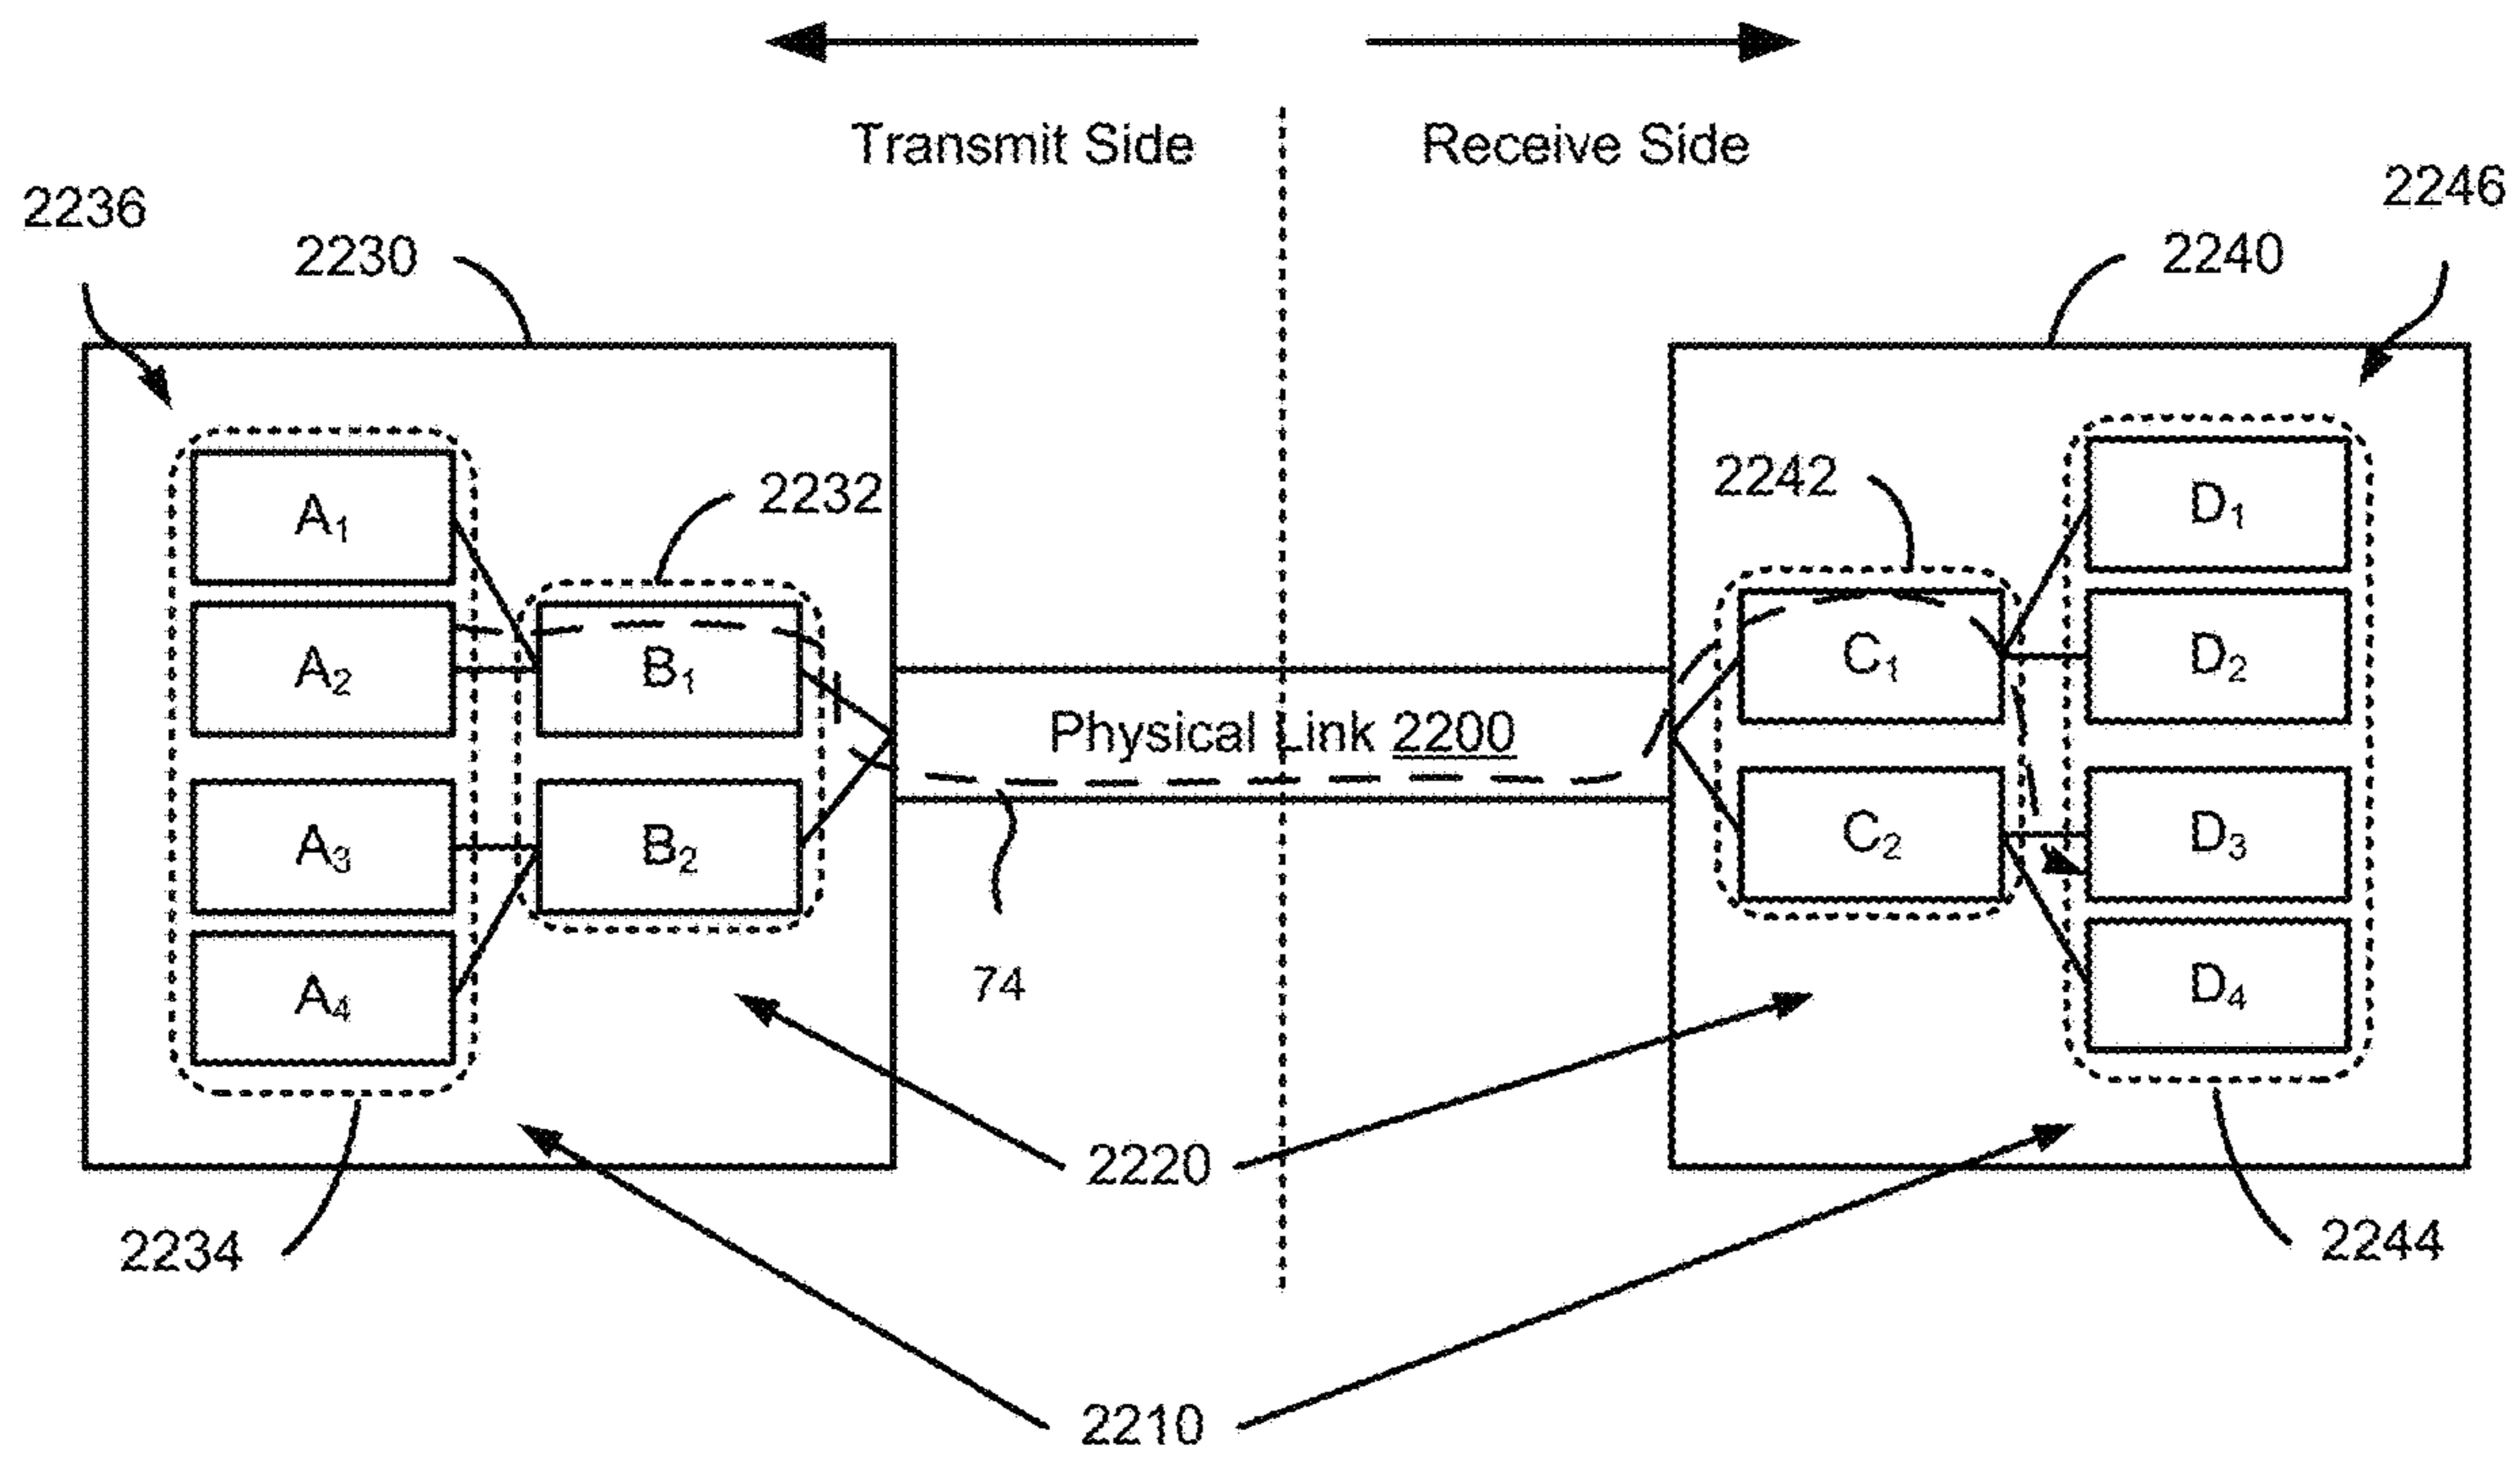 Transmit Side
Receive Side
2236
2230
2240
2246
2232
2242
A₁
A₂
A₃
A₄
B₁
B₂
Physical Link 2200
C₁
C₂
D₁
D₂
D₃
D₄
74
2220
2234
2244
2210